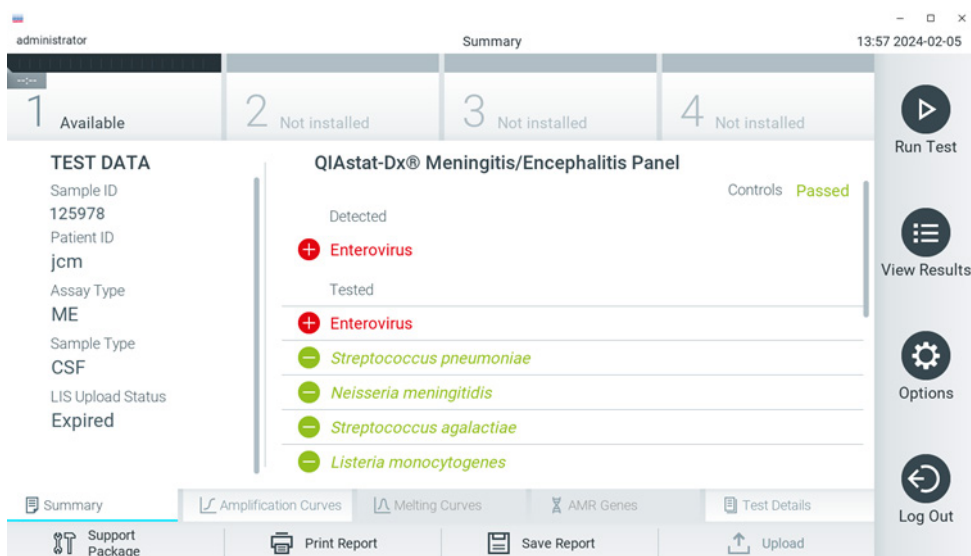 administrator
Summary
13:57 2024-02-05
--:--
1 Available
2 Not installed
3 Not installed
4 Not installed
TEST DATA
Sample ID
125978
Patient ID
jcm
Assay Type
ME
Sample Type
CSF
LIS Upload Status
Expired
QIAstat-Dx® Meningitis/Encephalitis Panel
Controls Passed
Detected
Enterovirus
Tested
Enterovirus
Streptococcus pneumoniae
Neisseria meningitidis
Streptococcus agalactiae
Listeria monocytogenes
Run Test
View Results
Options
Log Out
Summary
Amplification Curves
Melting Curves
AMR Genes
Test Details
Support
Package
Print Report
Save Report
Upload